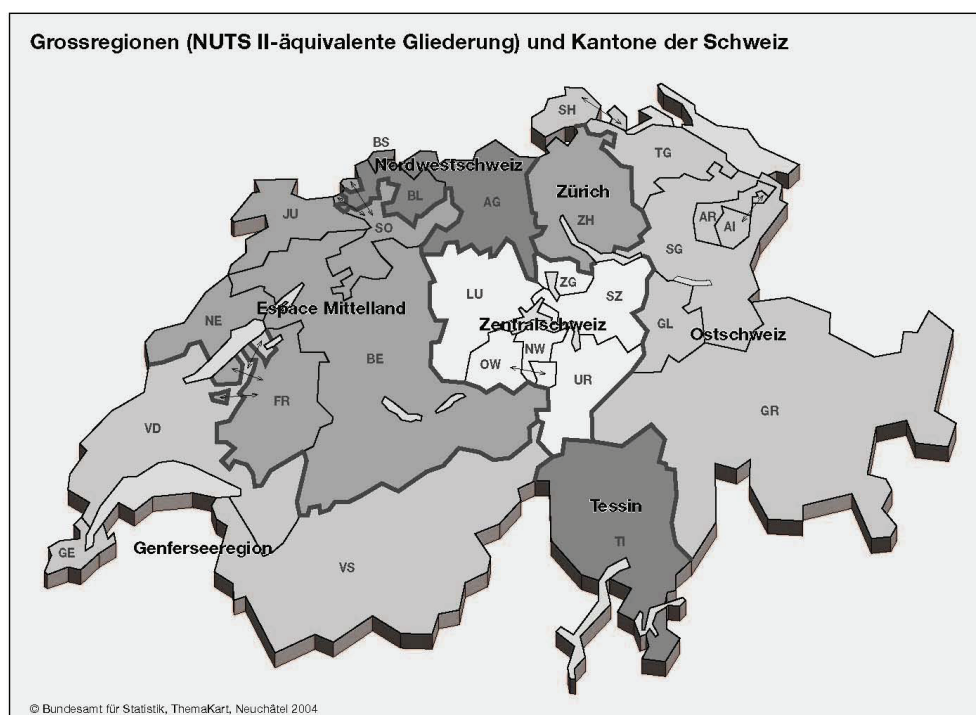 Grossregionen (NUTS II-äquivalente Gliederung) und Kantone der Schweiz
SH
BS
TG
Nordwestschweiz
Zürich
BL
AG
JU
AR
AI
SO
ZH
SG
ZG
LU
SZ
Espace Mittelland
NE
Zentralschweiz
GL
Ostschweiz
NW
BE
OW
UR
FR
GR
VD
Tessin
TI
GE
Genferseeregion
VS
© Bundesamt für Statistik, ThemaKart, Neuchâtel 2004